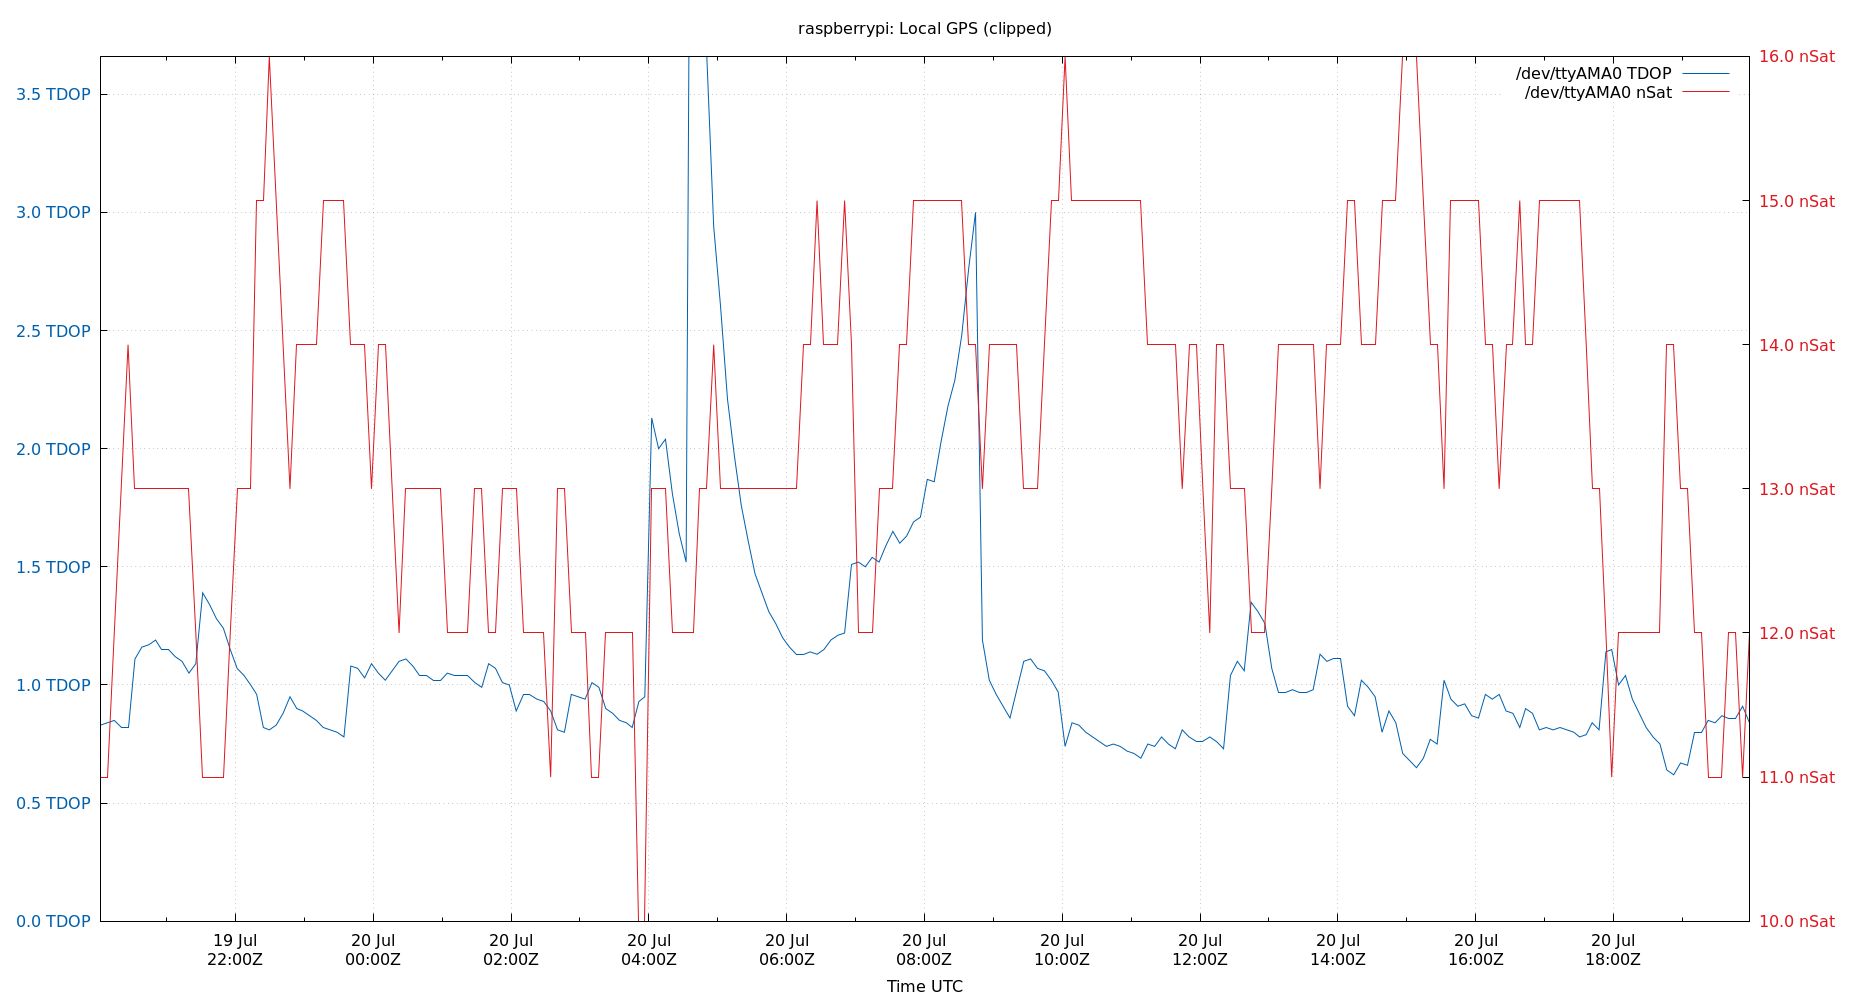 raspberrypi: Local GPS (clipped)
/dev/ttyAMA0 TDOP
/dev/ttyAMA0 nSat
3.5 TDOP
3.0 TDOP
2.5 TDOP
2.0 TDOP
1.5 TDOP
1.0 TDOP
0.5 TDOP
0.0 TDOP
16.0 nSat
15.0 nSat
14.0 nSat
13.0 nSat
12.0 nSat
11.0 nSat
10.0 nSat
19 Jul
22:00Z
20 Jul
00:00Z
20 Jul
02:00Z
20 Jul
04:00Z
20 Jul
06:00Z
20 Jul
08:00Z
20 Jul
10:00Z
20 Jul
12:00Z
20 Jul
14:00Z
20 Jul
16:00Z
20 Jul
18:00Z
Time UTC